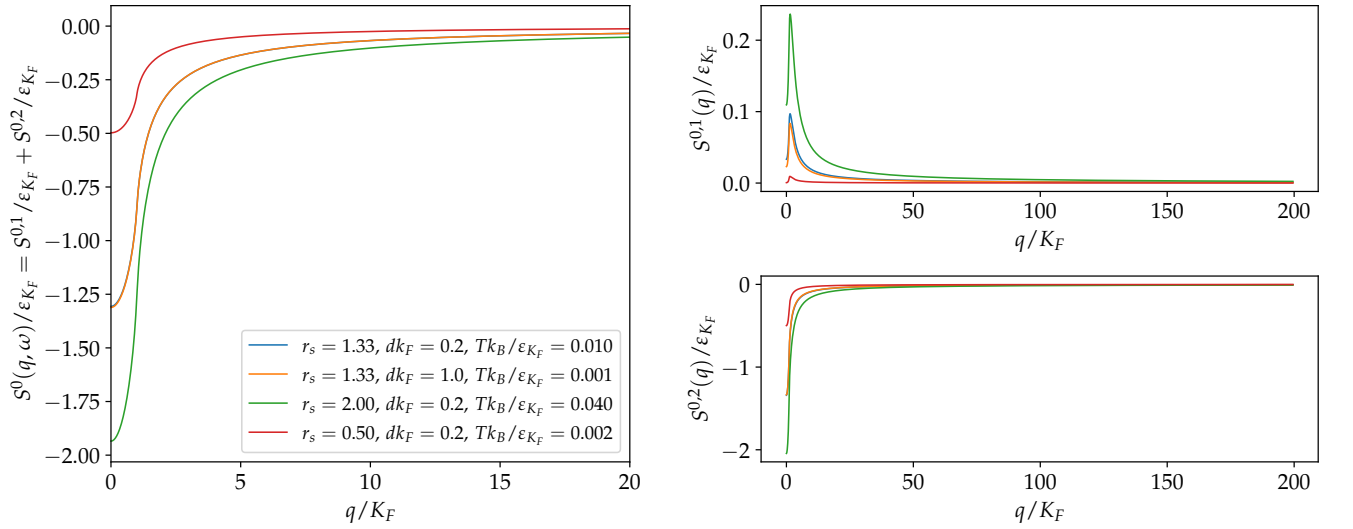 S⁰(q, ω)/ε_{K_F} = S^{0,1}/ε_{K_F} + S^{0,2}/ε_{K_F}
0.00
−0.25
−0.50
−0.75
−1.00
−1.25
−1.50
−1.75
−2.00
r_s = 1.33, dk_F = 0.2, Tk_B/ε_{K_F} = 0.010
r_s = 1.33, dk_F = 1.0, Tk_B/ε_{K_F} = 0.001
r_s = 2.00, dk_F = 0.2, Tk_B/ε_{K_F} = 0.040
r_s = 0.50, dk_F = 0.2, Tk_B/ε_{K_F} = 0.002
0 5 10 15 20
q/K_F
S^{0,1}(q)/ε_{K_F}
0.2
0.1
0.0
0 50 100 150 200
q/K_F
S^{0,2}(q)/ε_{K_F}
0
−1
−2
0 50 100 150 200
q/K_F